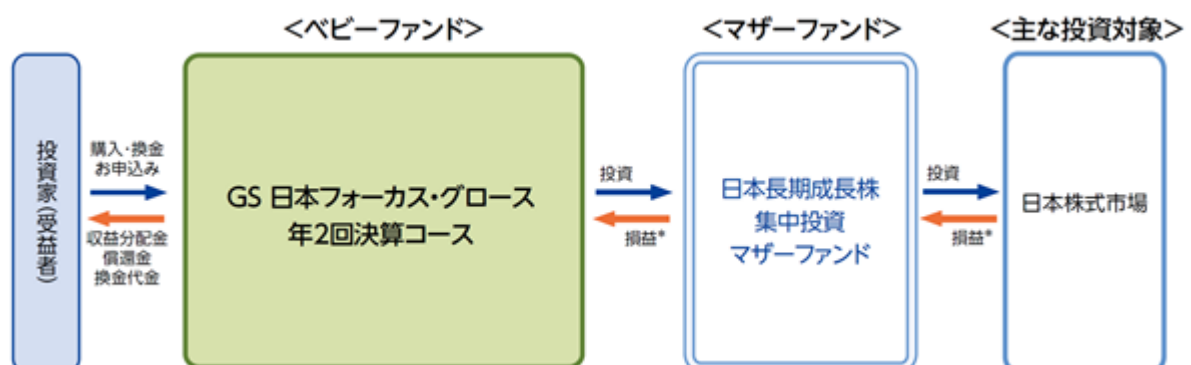 ＜ベビーファンド＞
＜マザーファンド＞
＜主な投資対象＞
投資家（受益者）
購入・換金
お申込み
収益分配金
償還金
換金代金
GS 日本フォーカス・グロース
年2回決算コース
投資
損益*
日本長期成長株
集中投資
マザーファンド
投資
損益*
日本株式市場